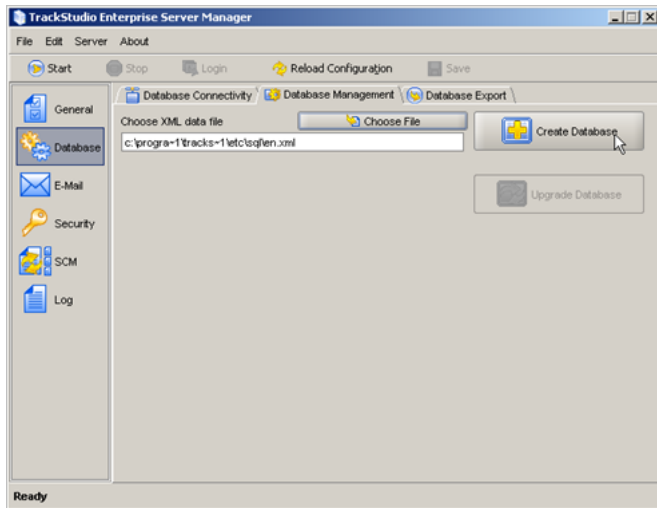 TrackStudio Enterprise Server Manager
File Edit Server About
Start Stop Login Reload Configuration Save
General
Database
E-Mail
Security
SCM
Log
Database Connectivity Database Management Database Export
Choose XML data file Choose File Create Database
c:\progra~1\tracks~1\etc\sql\en.xml
Upgrade Database
Ready